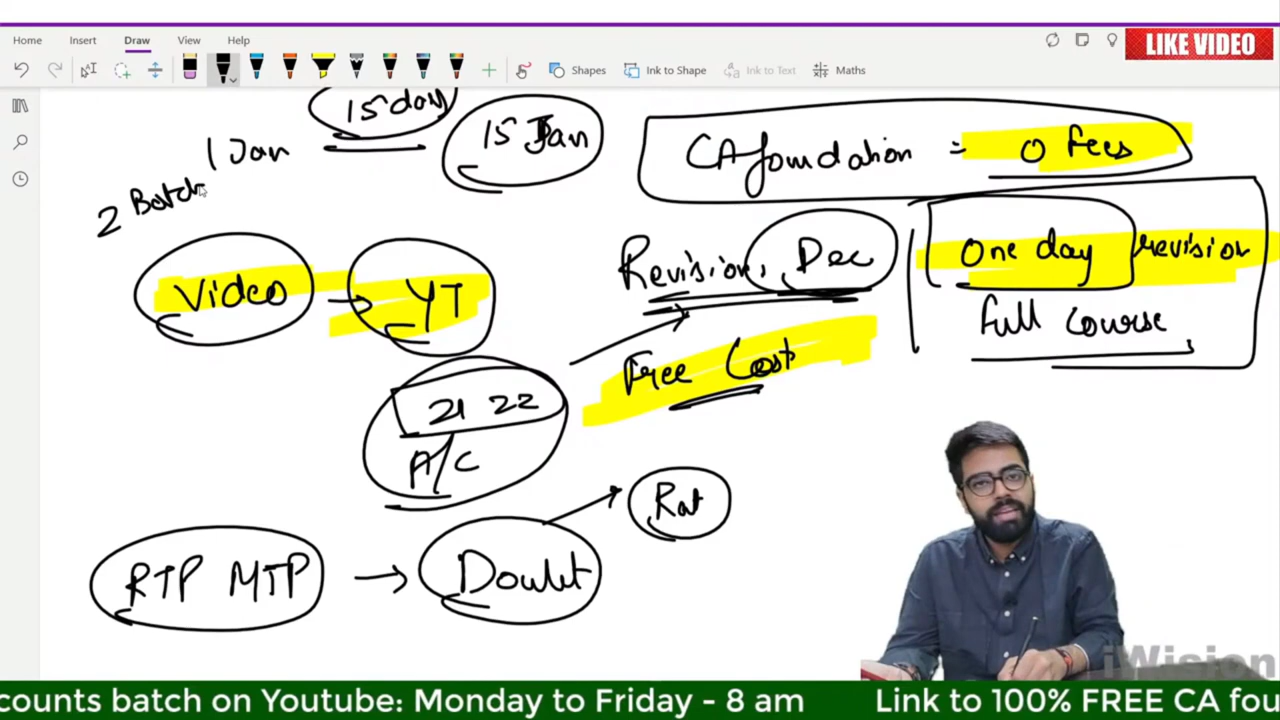 Home Insert Draw View Help
LIKE VIDEO
Shapes Ink to Shape Ink to Text Maths
15 day
1 Jan
15 Jan
CA foundation = 0 fees
2 Batch
Video → YT
Revision, Dec
One day revision
full course
Free Cost
21 22
A/C
RTP MTP → Doubt
Rat
iWision
counts batch on Youtube: Monday to Friday - 8 am Link to 100% FREE CA fou